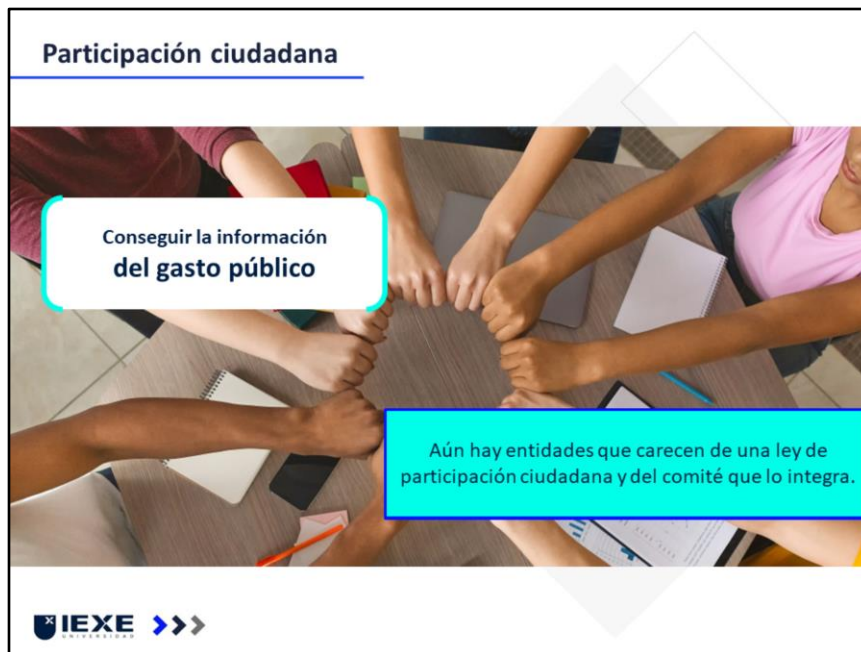 Participación ciudadana
Conseguir la información
del gasto público
Aún hay entidades que carecen de una ley de
participación ciudadana y del comité que lo integra.
IEXE
UNIVERSIDAD